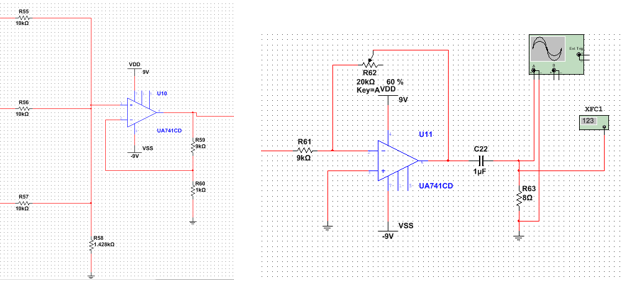 R55
10kΩ
R56
10kΩ
R57
10kΩ
R58
1.428kΩ
VDD
9V
U10
UA741CD
VSS
-9V
R59
9kΩ
R60
1kΩ
R61
9kΩ
R62
20kΩ 60 %
Key=A
VDD
9V
U11
UA741CD
VSS
-9V
C22
1µF
R63
8Ω
Ext Trig
A
B
XFC1
123